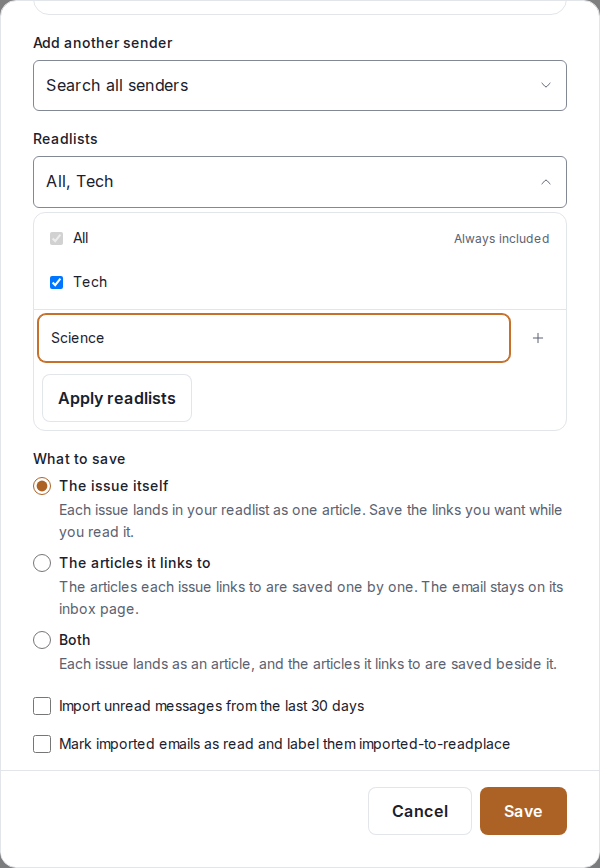 Add another sender
Search all senders
Readlists
All, Tech
All
Always included
Tech
Science
Apply readlists
What to save
The issue itself
Each issue lands in your readlist as one article. Save the links you want while
you read it.
The articles it links to
The articles each issue links to are saved one by one. The email stays on its
inbox page.
Both
Each issue lands as an article, and the articles it links to are saved beside it.
Import unread messages from the last 30 days
Mark imported emails as read and label them imported-to-readplace
Cancel
Save